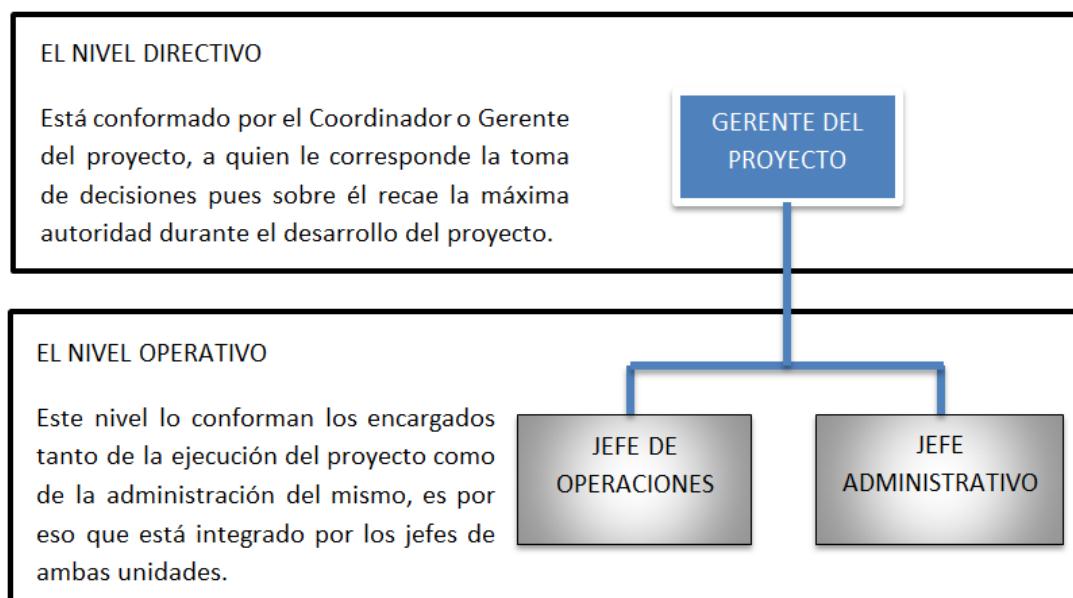 EL NIVEL DIRECTIVO
Está conformado por el Coordinador o Gerente
del proyecto, a quien le corresponde la toma
de decisiones pues sobre él recae la máxima
autoridad durante el desarrollo del proyecto.
GERENTE DEL
PROYECTO
EL NIVEL OPERATIVO
Este nivel lo conforman los encargados
tanto de la ejecución del proyecto como
de la administración del mismo, es por
eso que está integrado por los jefes de
ambas unidades.
JEFE DE
OPERACIONES
JEFE
ADMINISTRATIVO